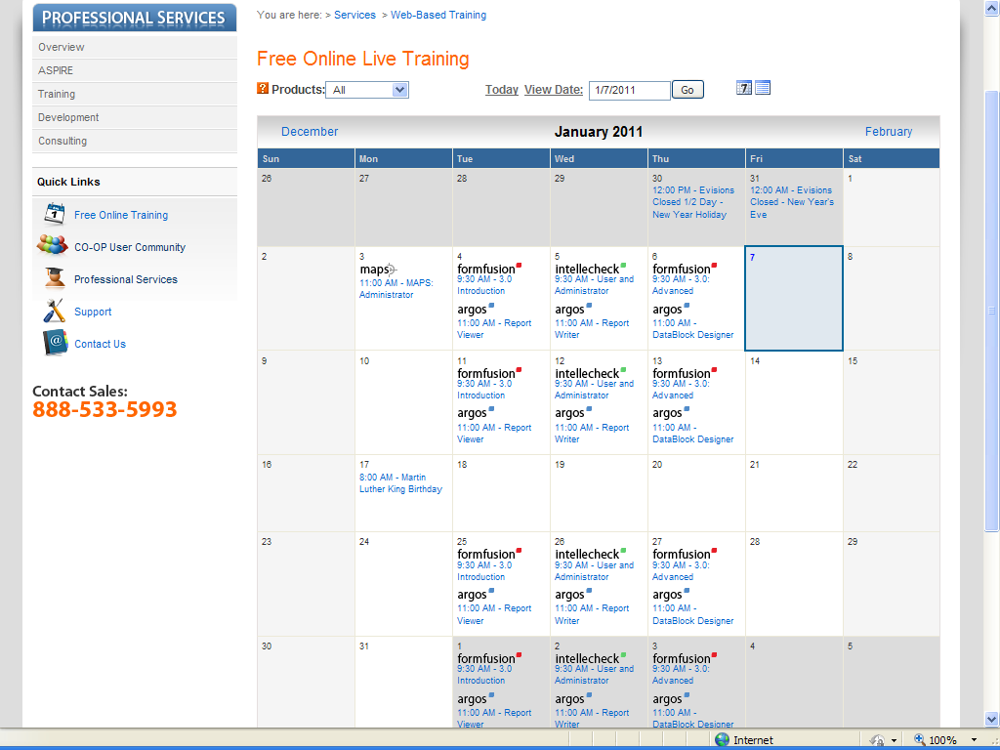 PROFESSIONAL SERVICES
Overview
ASPIRE
Training
Development
Consulting
Quick Links
Free Online Training
CO-OP User Community
Professional Services
Support
Contact Us
Contact Sales:
888-533-5993
You are here: > Services > Web-Based Training
Free Online Live Training
? Products: All Today View Date: 1/7/2011 Go 7
December January 2011 February
Sun Mon Tue Wed Thu Fri Sat
26 27 28 29 30 31 1
12:00 PM - Evisions 12:00 AM - Evisions
Closed 1/2 Day - Closed - New Year's
New Year Holiday Eve
2 3 4 5 6 7 8
maps formfusion intellecheck formfusion
11:00 AM - MAPS: 9:30 AM - 3.0 9:30 AM - User and 9:30 AM - 3.0:
Administrator Introduction Administrator Advanced
argos argos argos
11:00 AM - Report 11:00 AM - Report 11:00 AM -
Viewer Writer DataBlock Designer
9 10 11 12 13 14 15
formfusion intellecheck formfusion
9:30 AM - 3.0 9:30 AM - User and 9:30 AM - 3.0:
Introduction Administrator Advanced
argos argos argos
11:00 AM - Report 11:00 AM - Report 11:00 AM -
Viewer Writer DataBlock Designer
16 17 18 19 20 21 22
8:00 AM - Martin
Luther King Birthday
23 24 25 26 27 28 29
formfusion intellecheck formfusion
9:30 AM - 3.0 9:30 AM - User and 9:30 AM - 3.0:
Introduction Administrator Advanced
argos argos argos
11:00 AM - Report 11:00 AM - Report 11:00 AM -
Viewer Writer DataBlock Designer
30 31 1 2 3 4 5
formfusion intellecheck formfusion
9:30 AM - 3.0 9:30 AM - User and 9:30 AM - 3.0:
Introduction Administrator Advanced
argos argos argos
11:00 AM - Report 11:00 AM - Report 11:00 AM -
Viewer Writer DataBlock Designer
Internet 100%